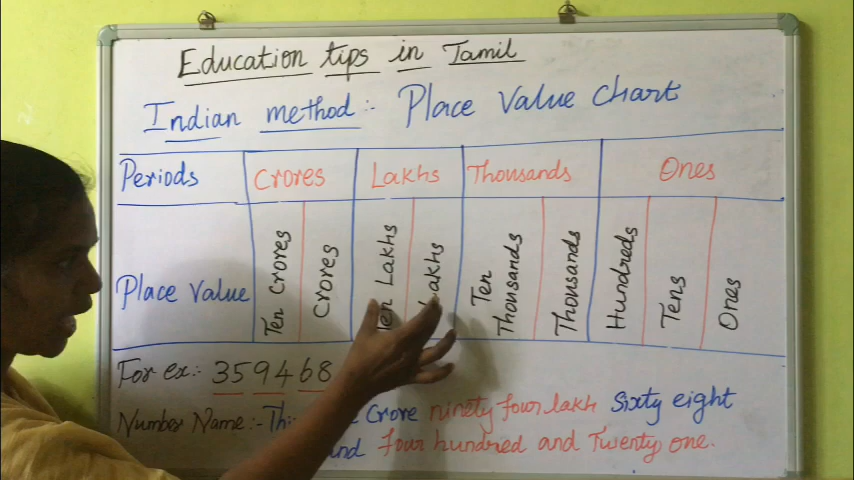 Education tips in Tamil
Indian method:- Place Value Chart
Periods Crores Lakhs Thousands Ones
Place Value Ten Crores Crores Ten Lakhs Lakhs Ten Thousands Thousands Hundreds Tens Ones
For ex:- 359468
Number Name:- Crore ninety four lakh Sixty eight
four hundred and Twenty one.